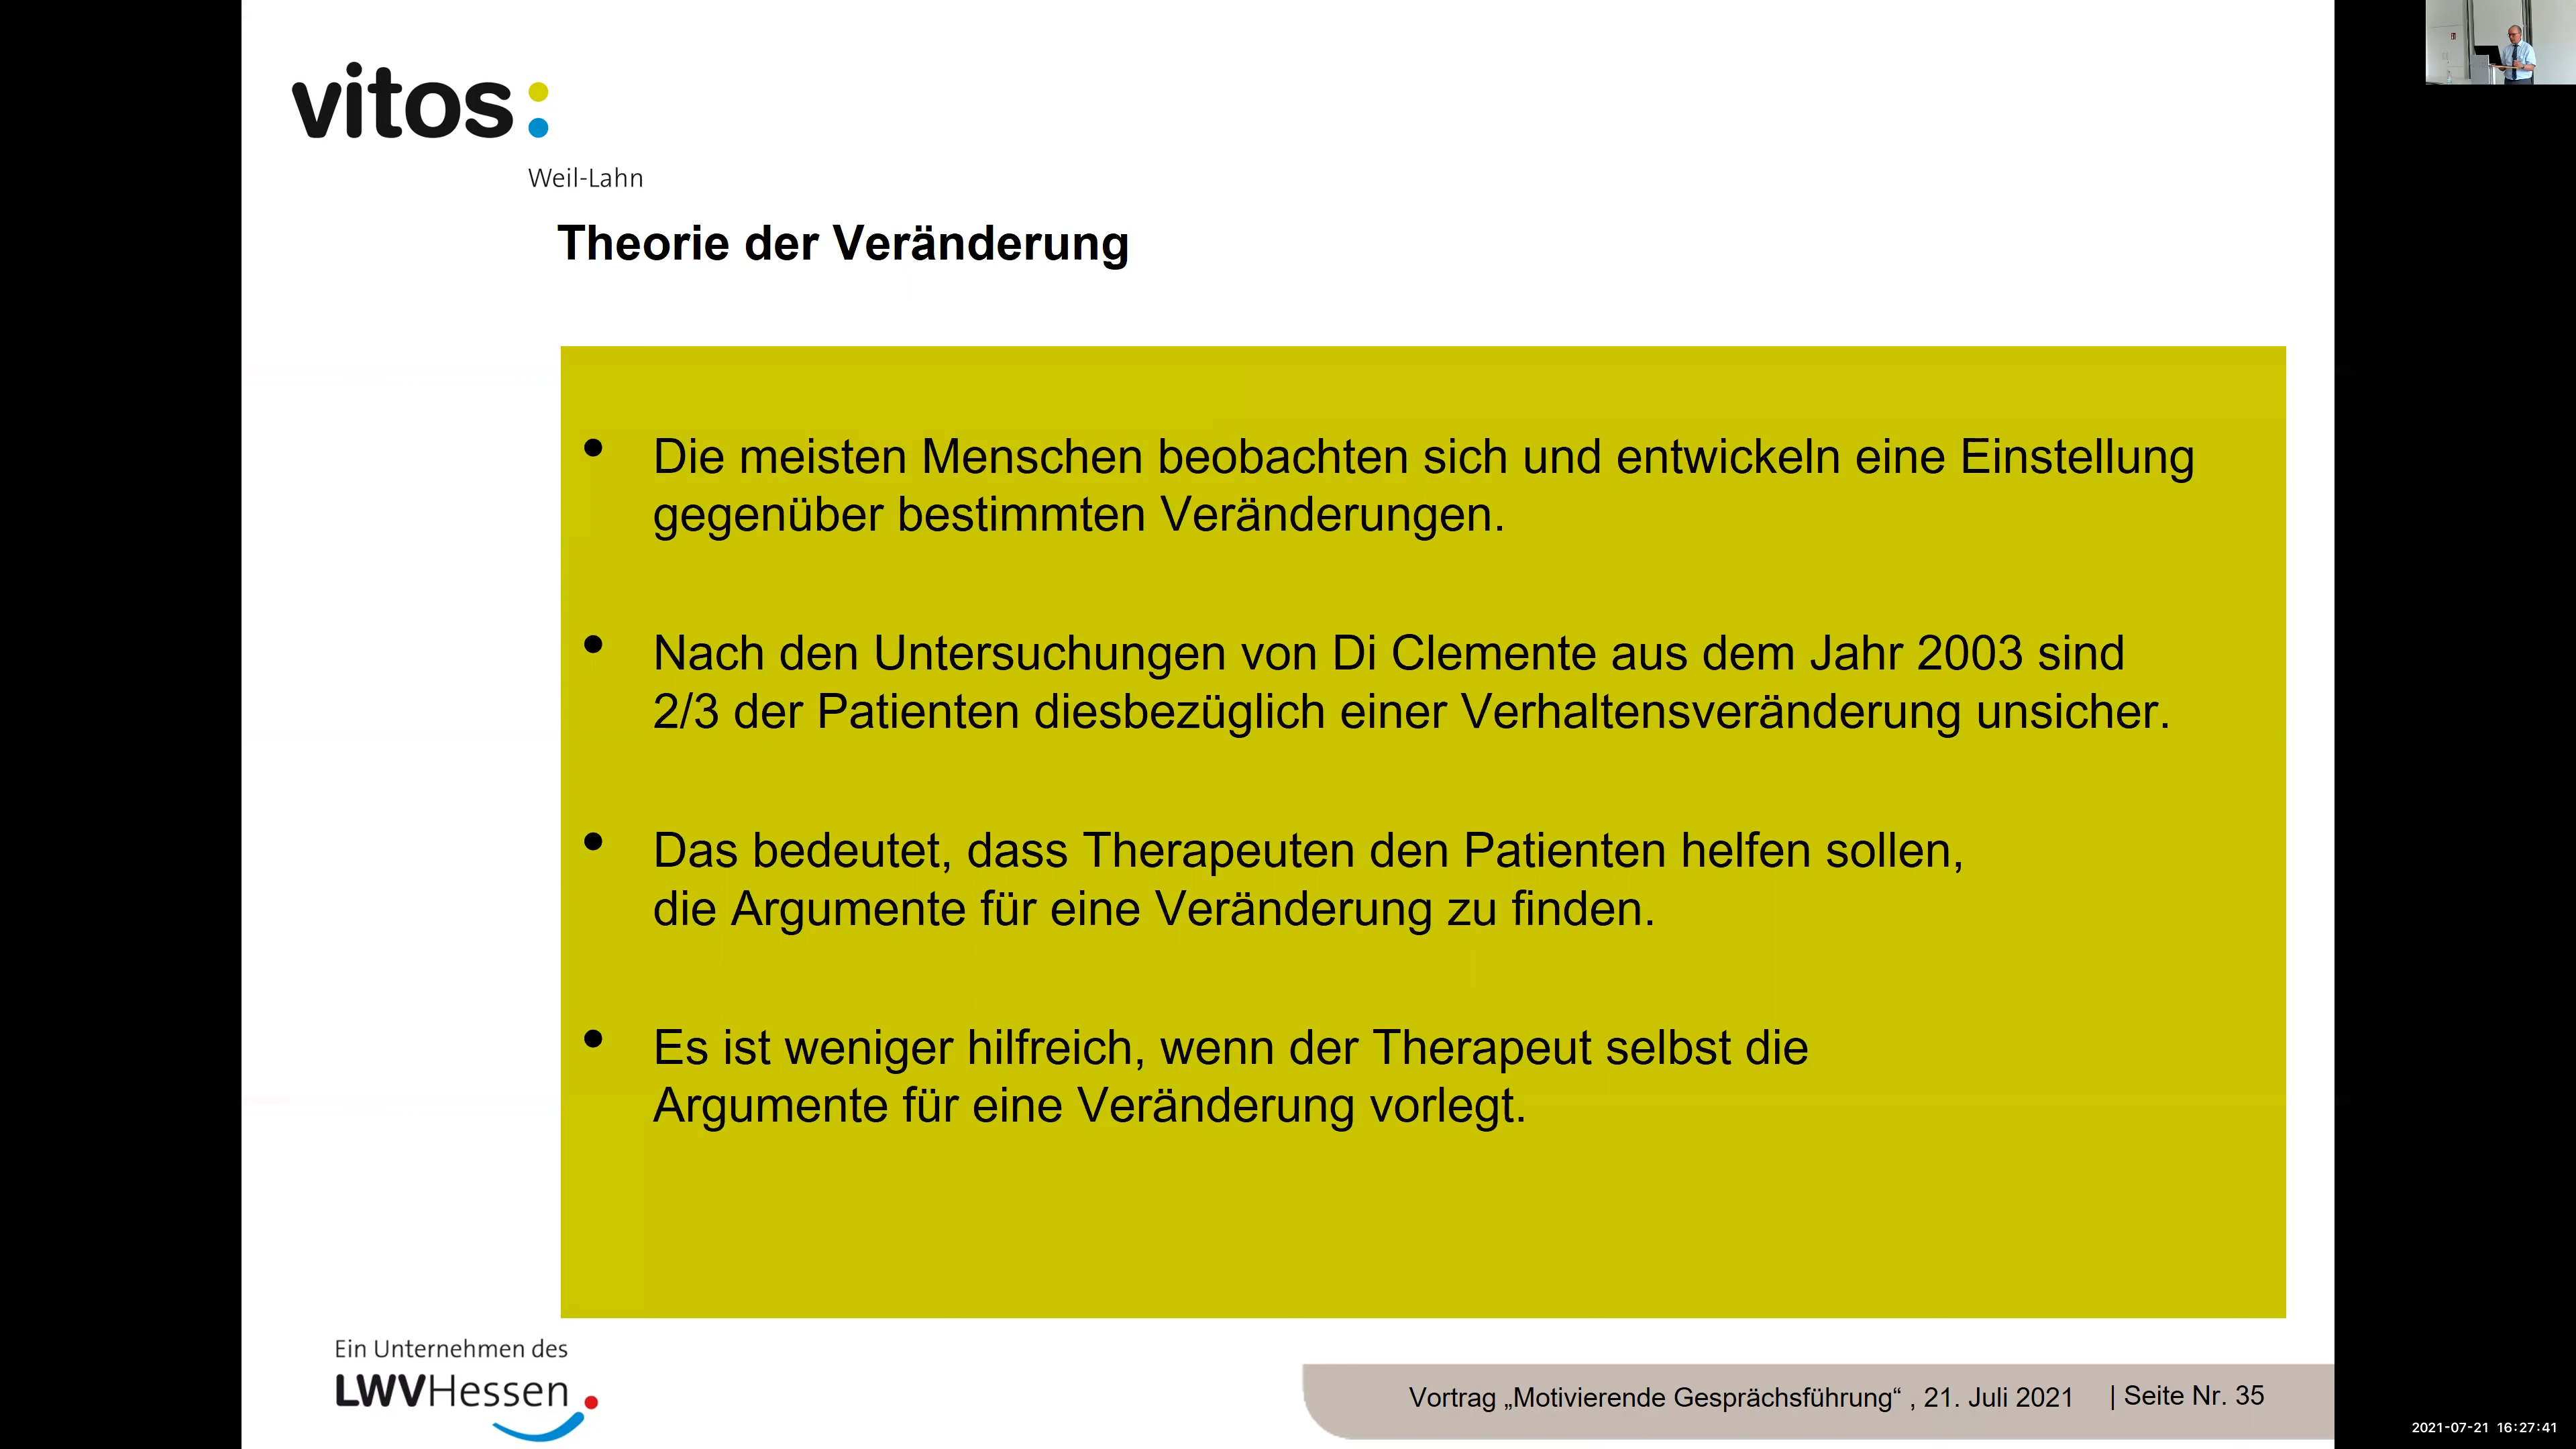 vitos:
Weil-Lahn
Theorie der Veränderung
• Die meisten Menschen beobachten sich und entwickeln eine Einstellung
gegenüber bestimmten Veränderungen.
• Nach den Untersuchungen von Di Clemente aus dem Jahr 2003 sind
2/3 der Patienten diesbezüglich einer Verhaltensveränderung unsicher.
• Das bedeutet, dass Therapeuten den Patienten helfen sollen,
die Argumente für eine Veränderung zu finden.
• Es ist weniger hilfreich, wenn der Therapeut selbst die
Argumente für eine Veränderung vorlegt.
Ein Unternehmen des
LWVHessen
Vortrag „Motivierende Gesprächsführung“ , 21. Juli 2021 | Seite Nr. 35
2021-07-21 16:27:41